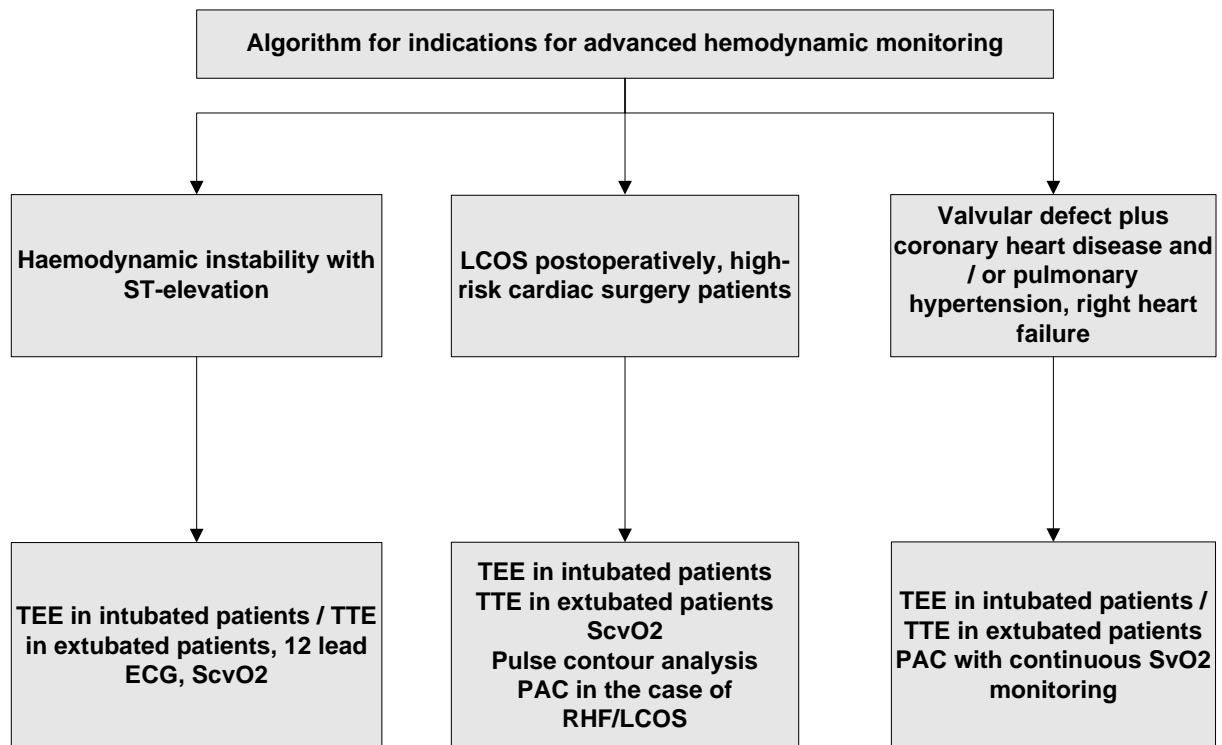 Algorithm for indications for advanced hemodynamic monitoring
Haemodynamic instability with
ST-elevation
LCOS postoperatively, high-
risk cardiac surgery patients
Valvular defect plus
coronary heart disease and
/ or pulmonary
hypertension, right heart
failure
TEE in intubated patients / TTE
in extubated patients, 12 lead
ECG, ScvO2
TEE in intubated patients
TTE in extubated patients
ScvO2
Pulse contour analysis
PAC in the case of
RHF/LCOS
TEE in intubated patients /
TTE in extubated patients
PAC with continuous SvO2
monitoring